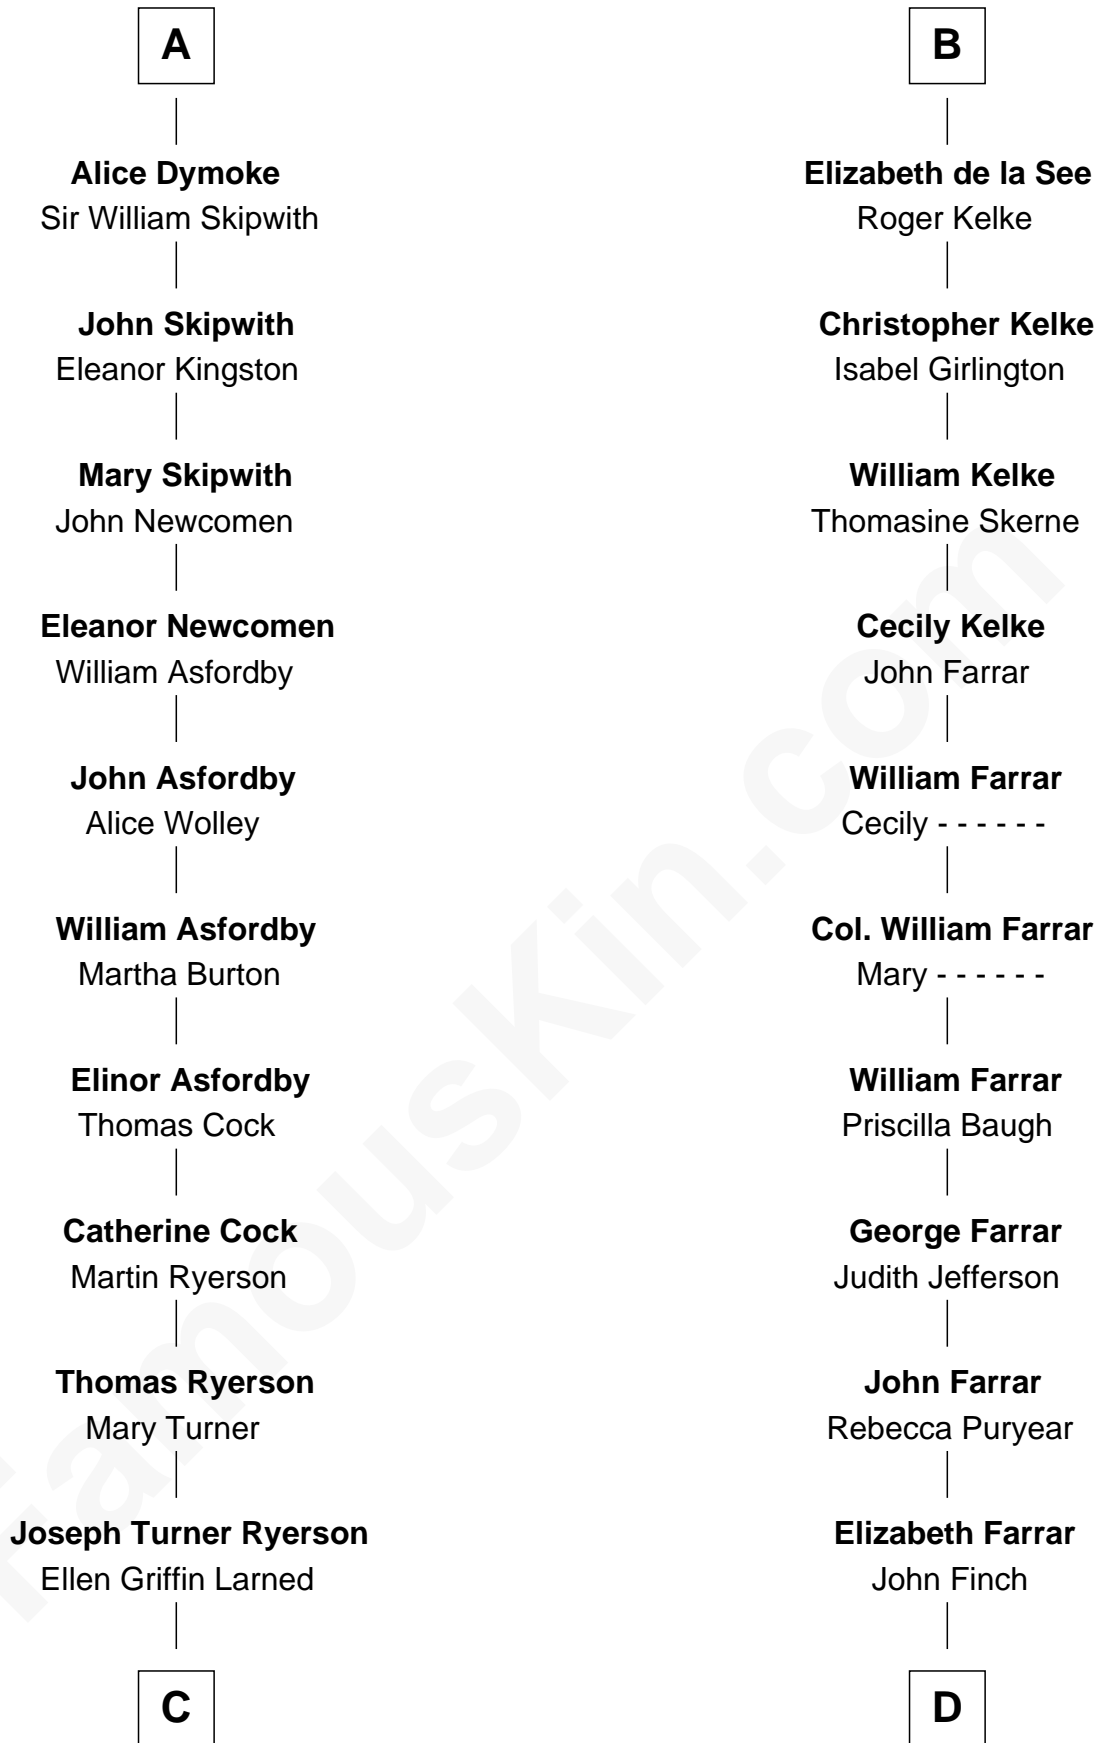 A
Alice Dymoke
Sir William Skipwith
John Skipwith
Eleanor Kingston
Mary Skipwith
John Newcomen
Eleanor Newcomen
William Asfordby
John Asfordby
Alice Wolley
William Asfordby
Martha Burton
Elinor Asfordby
Thomas Cock
Catherine Cock
Martin Ryerson
Thomas Ryerson
Mary Turner
Joseph Turner Ryerson
Ellen Griffin Larned
C
B
Elizabeth de la See
Roger Kelke
Christopher Kelke
Isabel Girlington
William Kelke
Thomasine Skerne
Cecily Kelke
John Farrar
William Farrar
Cecily - - - - - -
Col. William Farrar
Mary - - - - - -
William Farrar
Priscilla Baugh
George Farrar
Judith Jefferson
John Farrar
Rebecca Puryear
Elizabeth Farrar
John Finch
D
FamousKin.com